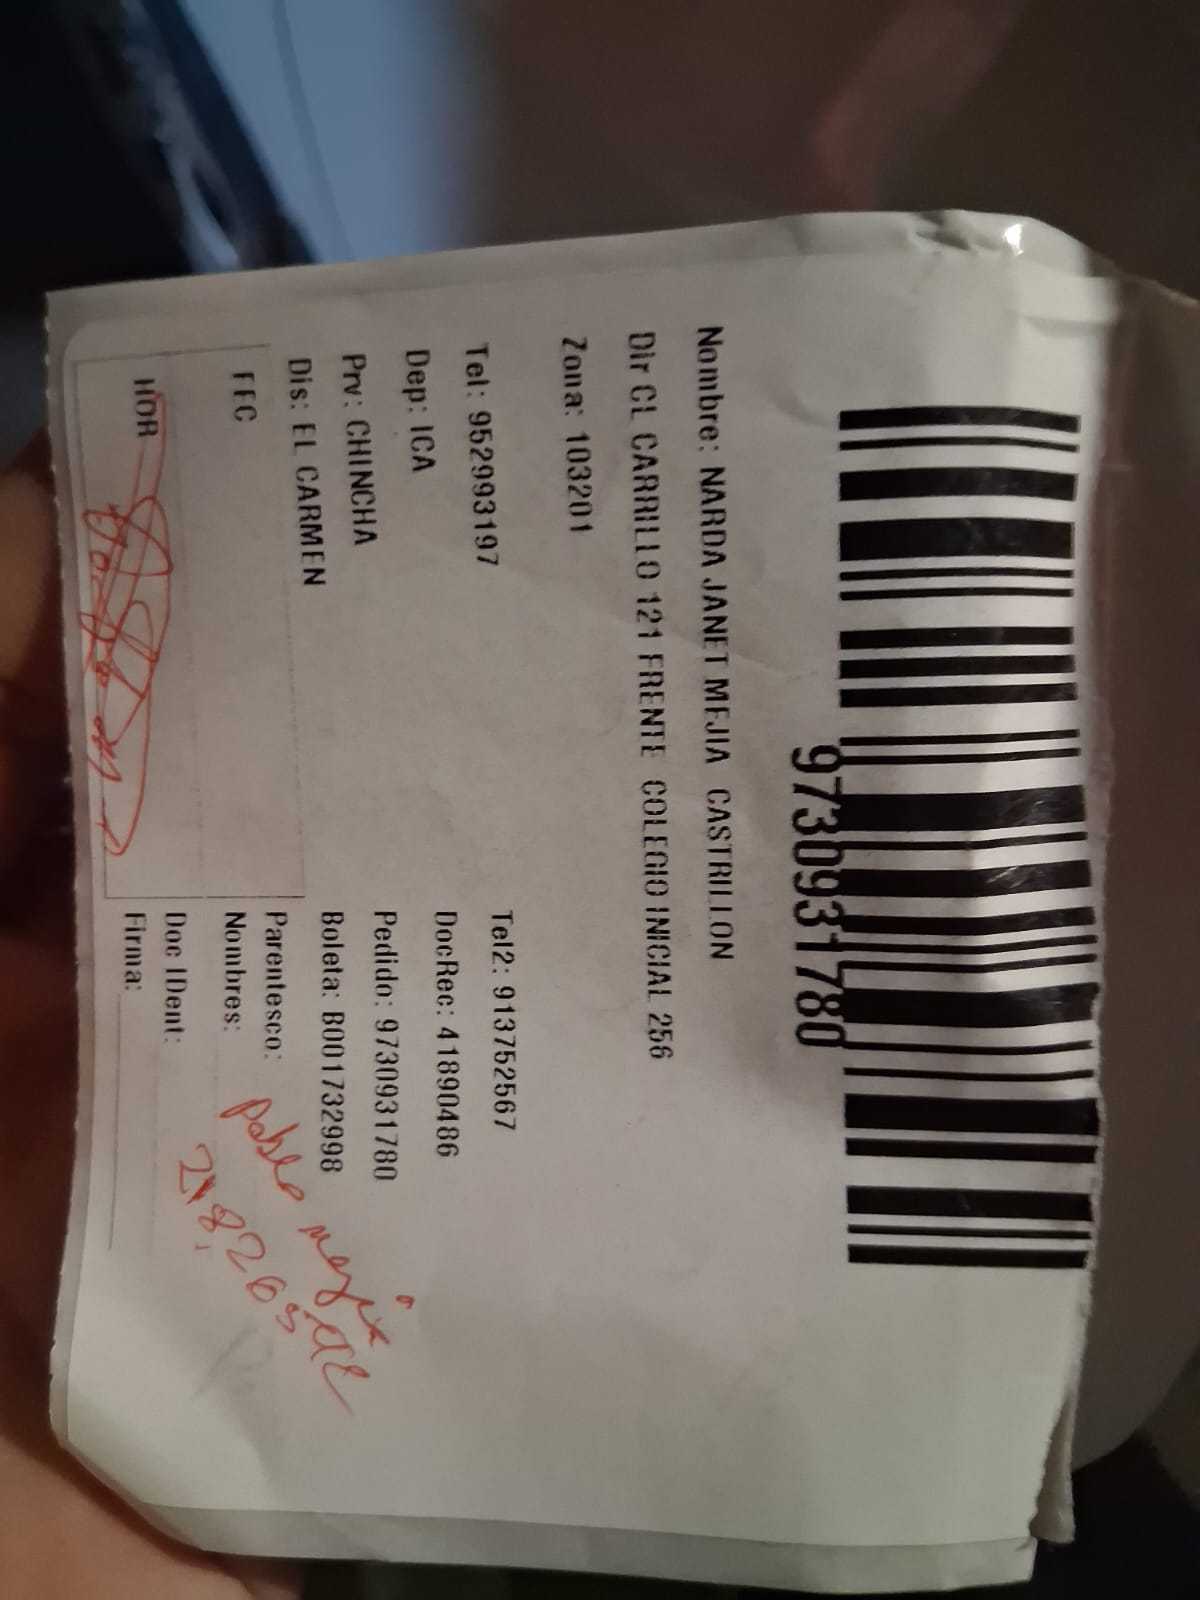 9730931780
Nombre: NARDA JANET MEJIA CASTRILLON
Dir CL CARRILLO 121 FRENTE COLEGIO INICIAL 256
Zona: 103201
Tel: 952993197 Tel2: 913752567
Dep: ICA DocRec: 41890486
Prv: CHINCHA Pedido: 9730931780
Dis: EL CARMEN Boleta: B001732998
FEC Parentesco:
Nombres: pablo mejia
HOR Doc IDent:
Firma: